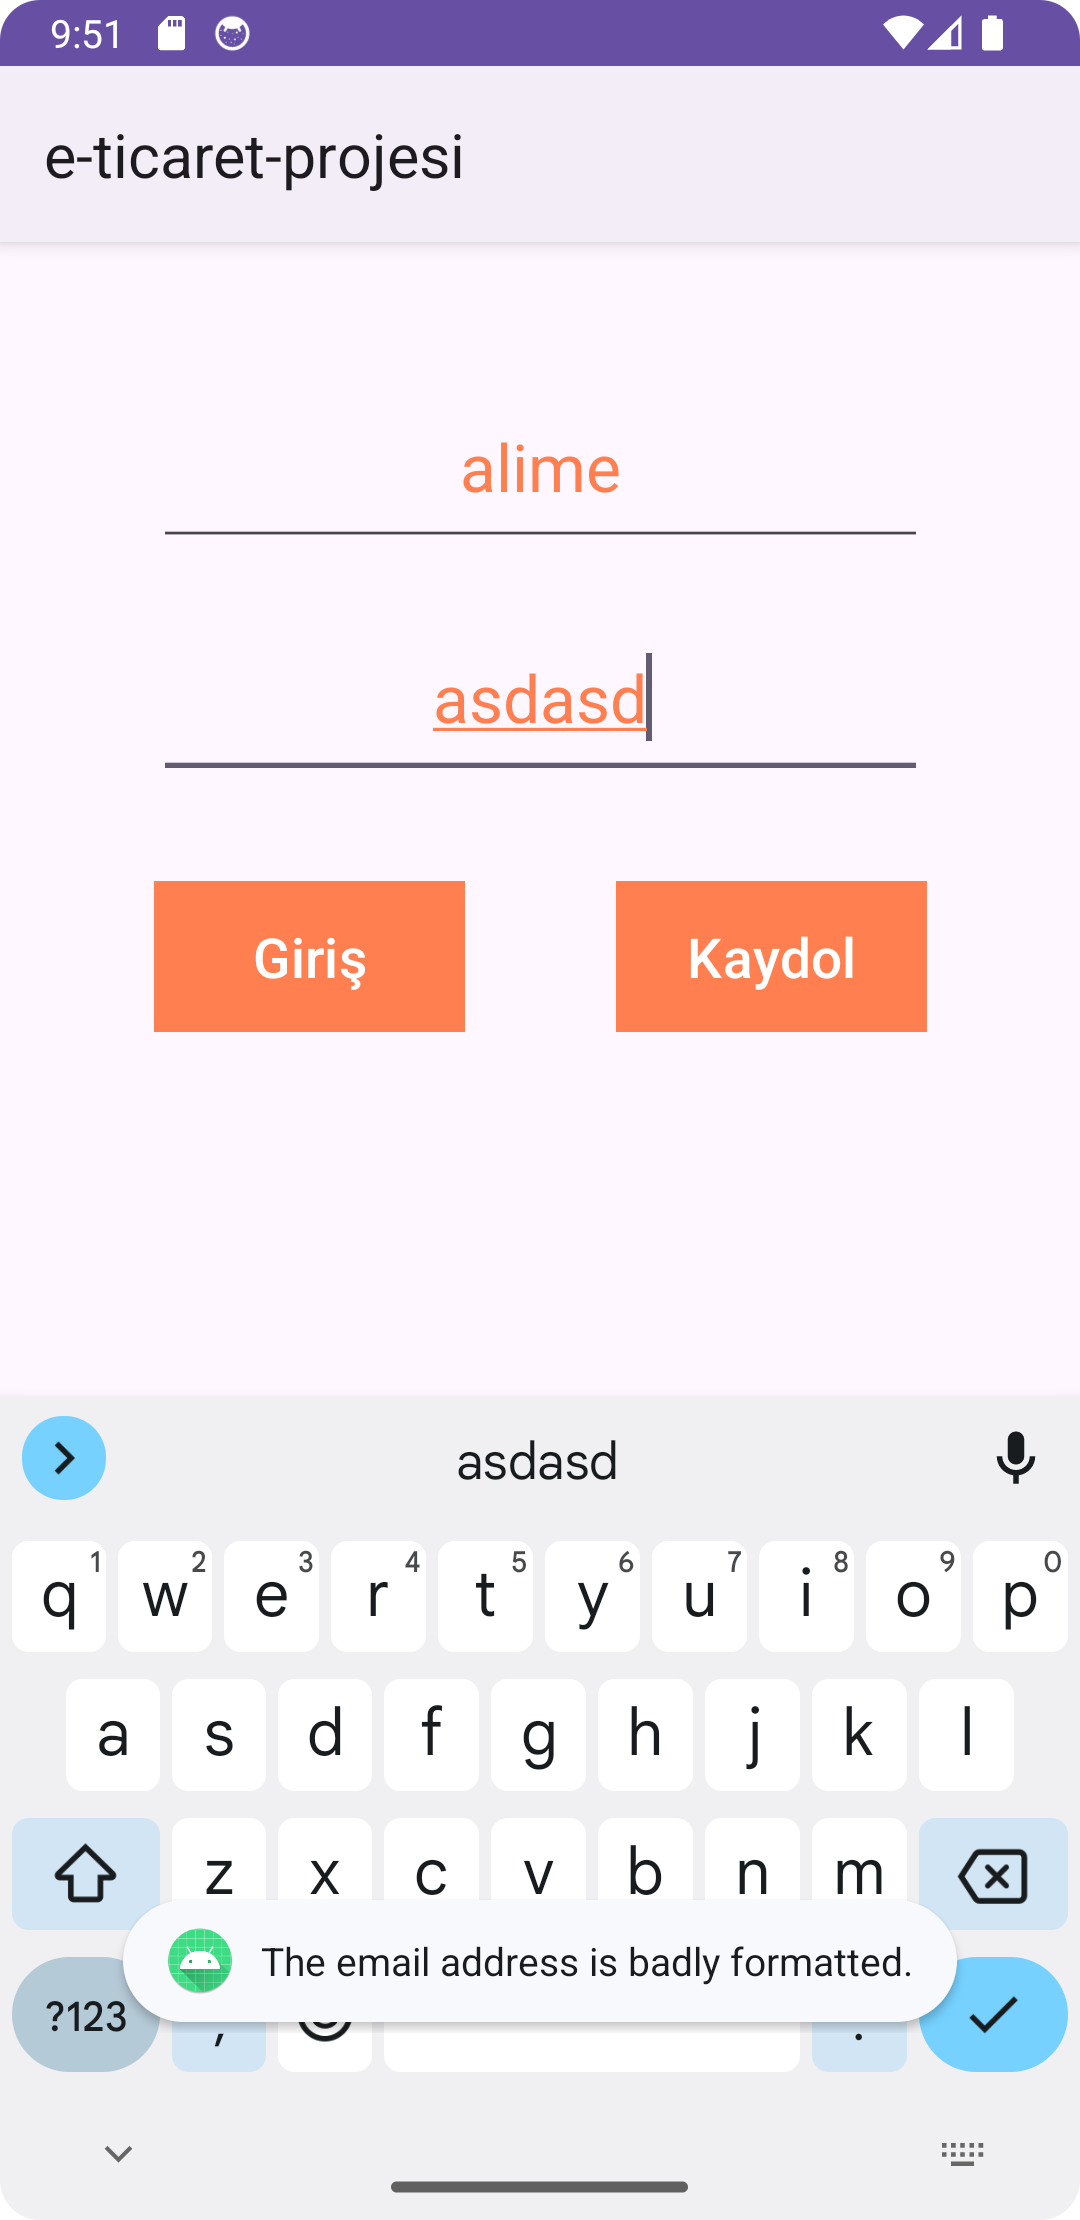 9:51
e-ticaret-projesi
alime
asdasd
Giriş Kaydol
asdasd
q 1 w 2 e 3 r 4 t 5 y 6 u 7 i 8 o 9 p 0
a s d f g h j k l
z x c v b n m
The email address is badly formatted.
?123 , .